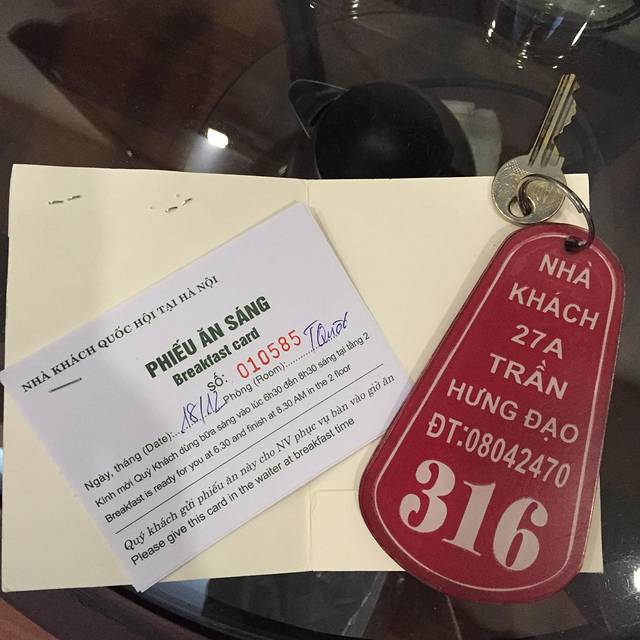 NHÀ KHÁCH QUỐC HỘI TẠI HÀ NỘI
PHIẾU ĂN SÁNG
Breakfast card
SỐ: 010585
Ngày, tháng (Date):...18/12 Phòng (Room):..........T Quốc
Kính mời Quý Khách dùng bữa sáng vào lúc 6h30 đến 8h30 sáng tại tầng 2
Breakfast is ready for you at 6.30 and finish at 8.30 AM in the 2 floor
Quý khách gửi phiếu ăn này cho NV phục vụ bàn vào giờ ăn
Please give this card in the waiter at breakfast time
NHÀ
KHÁCH
27A
TRẦN
HƯNG ĐẠO
ĐT:08042470
316